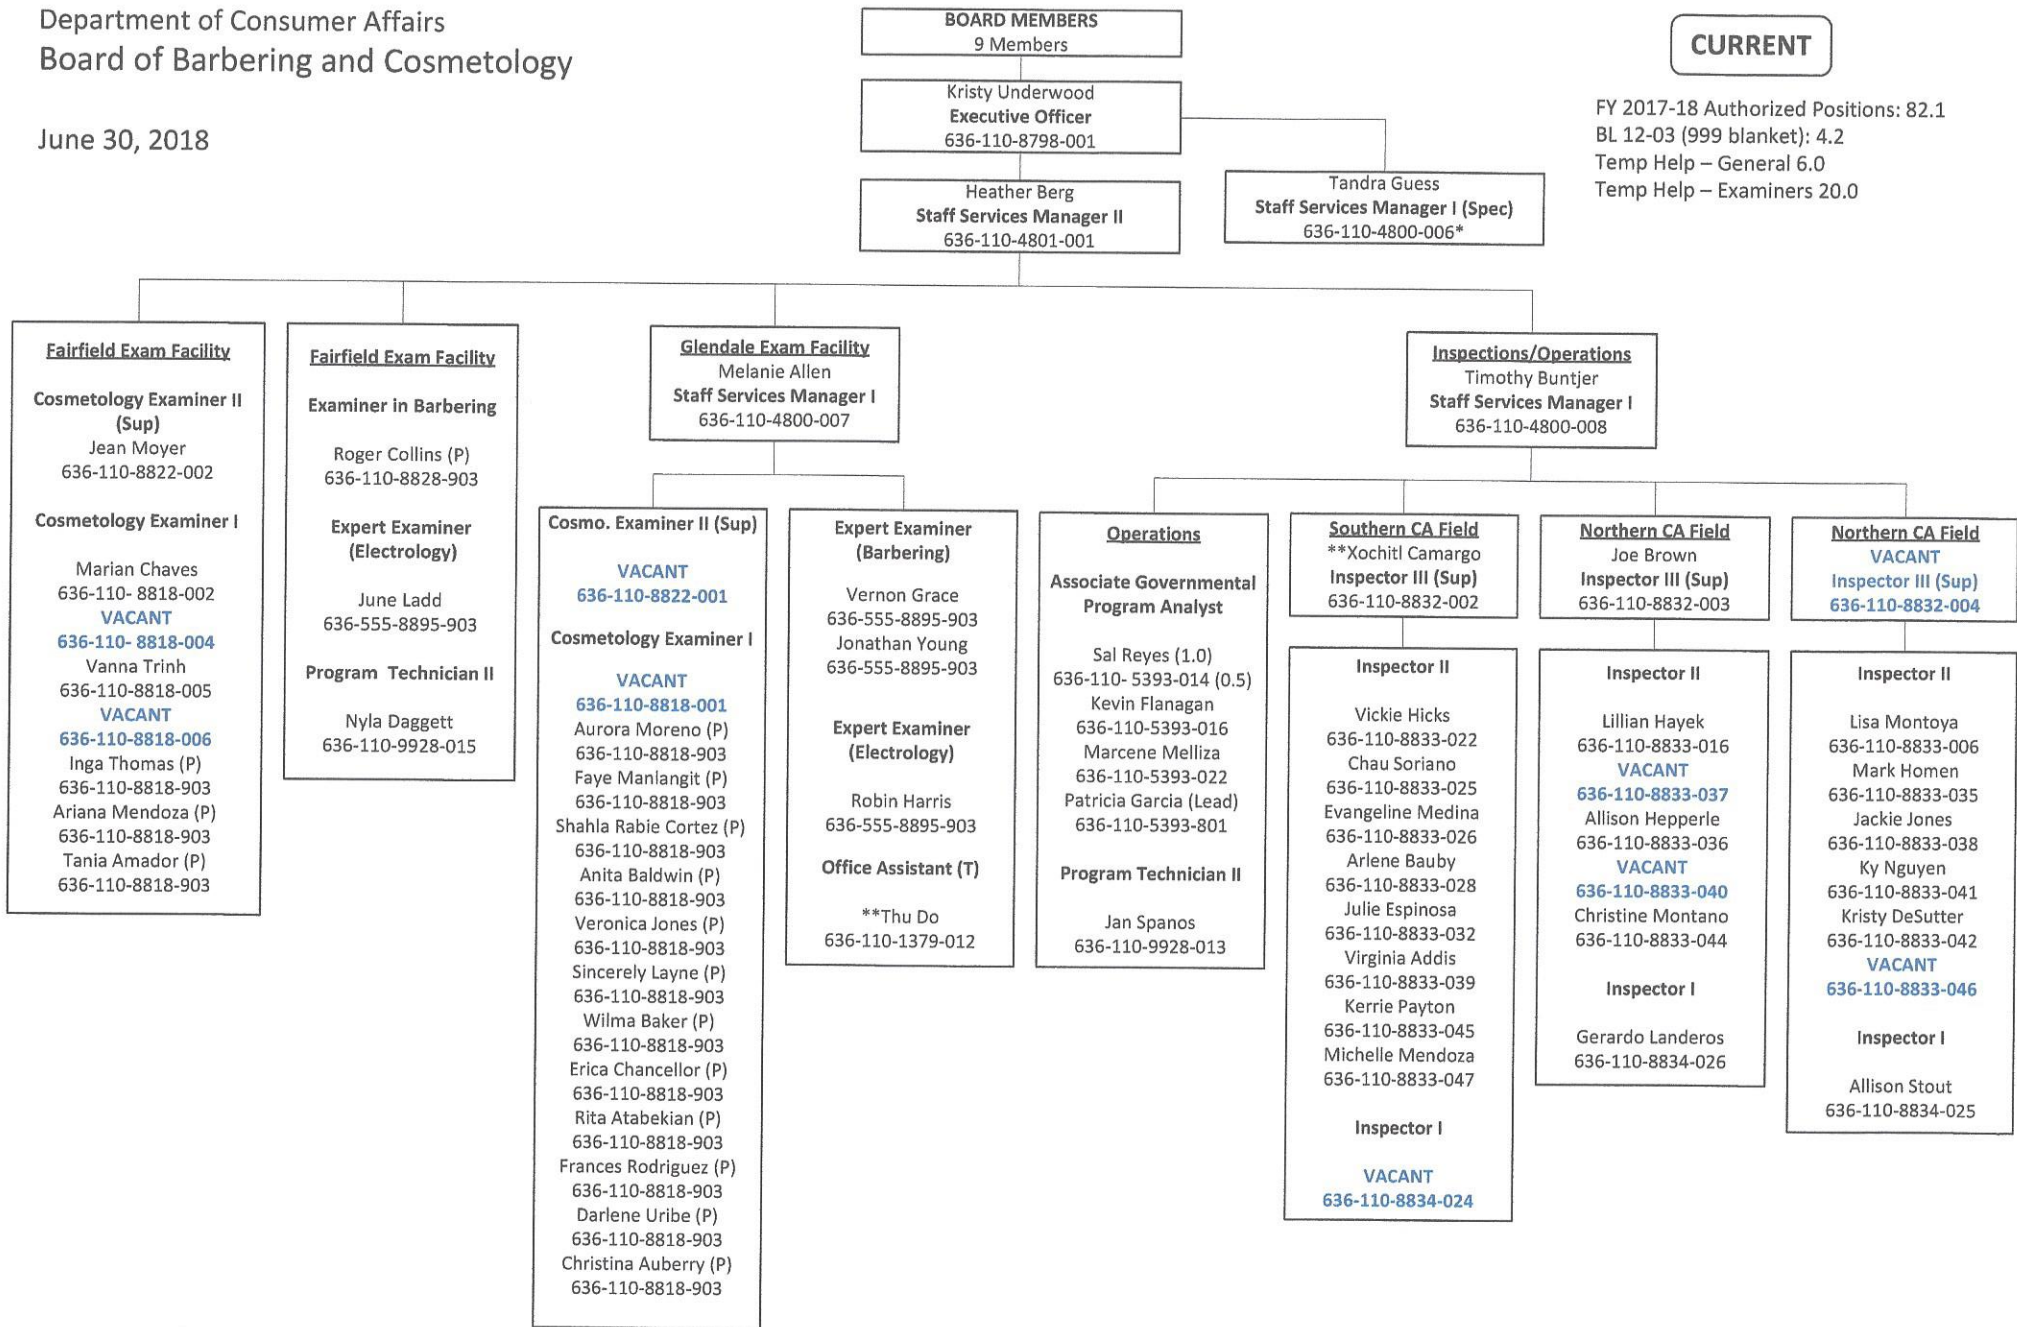 Department of Consumer Affairs
Board of Barbering and Cosmetology
June 30, 2018
BOARD MEMBERS
9 Members
CURRENT
FY 2017-18 Authorized Positions: 82.1
BL 12-03 (999 blanket): 4.2
Temp Help – General 6.0
Temp Help – Examiners 20.0
Kristy Underwood
Executive Officer
636-110-8798-001
Heather Berg
Staff Services Manager II
636-110-4801-001
Tandra Guess
Staff Services Manager I (Spec)
636-110-4800-006*
Fairfield Exam Facility
Cosmetology Examiner II
(Sup)
Jean Moyer
636-110-8822-002
Cosmetology Examiner I
Marian Chaves
636-110- 8818-002
VACANT
636-110- 8818-004
Vanna Trinh
636-110-8818-005
VACANT
636-110-8818-006
Inga Thomas (P)
636-110-8818-903
Ariana Mendoza (P)
636-110-8818-903
Tania Amador (P)
636-110-8818-903
Fairfield Exam Facility
Examiner in Barbering
Roger Collins (P)
636-110-8828-903
Expert Examiner
(Electrology)
June Ladd
636-555-8895-903
Program Technician II
Nyla Daggett
636-110-9928-015
Glendale Exam Facility
Melanie Allen
Staff Services Manager I
636-110-4800-007
Cosmo. Examiner II (Sup)
VACANT
636-110-8822-001
Cosmetology Examiner I
VACANT
636-110-8818-001
Aurora Moreno (P)
636-110-8818-903
Faye Manlangit (P)
636-110-8818-903
Shahla Rabie Cortez (P)
636-110-8818-903
Anita Baldwin (P)
636-110-8818-903
Veronica Jones (P)
636-110-8818-903
Sincerely Layne (P)
636-110-8818-903
Wilma Baker (P)
636-110-8818-903
Erica Chancellor (P)
636-110-8818-903
Rita Atabekian (P)
636-110-8818-903
Frances Rodriguez (P)
636-110-8818-903
Darlene Uribe (P)
636-110-8818-903
Christina Auberry (P)
636-110-8818-903
Expert Examiner
(Barbering)
Vernon Grace
636-555-8895-903
Jonathan Young
636-555-8895-903
Expert Examiner
(Electrology)
Robin Harris
636-555-8895-903
Office Assistant (T)
**Thu Do
636-110-1379-012
Inspections/Operations
Timothy Buntjer
Staff Services Manager I
636-110-4800-008
Operations
Associate Governmental
Program Analyst
Sal Reyes (1.0)
636-110- 5393-014 (0.5)
Kevin Flanagan
636-110-5393-016
Marcene Melliza
636-110-5393-022
Patricia Garcia (Lead)
636-110-5393-801
Program Technician II
Jan Spanos
636-110-9928-013
Southern CA Field
**Xochitl Camargo
Inspector III (Sup)
636-110-8832-002
Inspector II
Vickie Hicks
636-110-8833-022
Chau Soriano
636-110-8833-025
Evangeline Medina
636-110-8833-026
Arlene Bauby
636-110-8833-028
Julie Espinosa
636-110-8833-032
Virginia Addis
636-110-8833-039
Kerrie Payton
636-110-8833-045
Michelle Mendoza
636-110-8833-047
Inspector I
VACANT
636-110-8834-024
Northern CA Field
Joe Brown
Inspector III (Sup)
636-110-8832-003
Inspector II
Lillian Hayek
636-110-8833-016
VACANT
636-110-8833-037
Allison Hepperle
636-110-8833-036
VACANT
636-110-8833-040
Christine Montano
636-110-8833-044
Inspector I
Gerardo Landeros
636-110-8834-026
Northern CA Field
VACANT
Inspector III (Sup)
636-110-8832-004
Inspector II
Lisa Montoya
636-110-8833-006
Mark Homen
636-110-8833-035
Jackie Jones
636-110-8833-038
Ky Nguyen
636-110-8833-041
Kristy DeSutter
636-110-8833-042
VACANT
636-110-8833-046
Inspector I
Allison Stout
636-110-8834-025